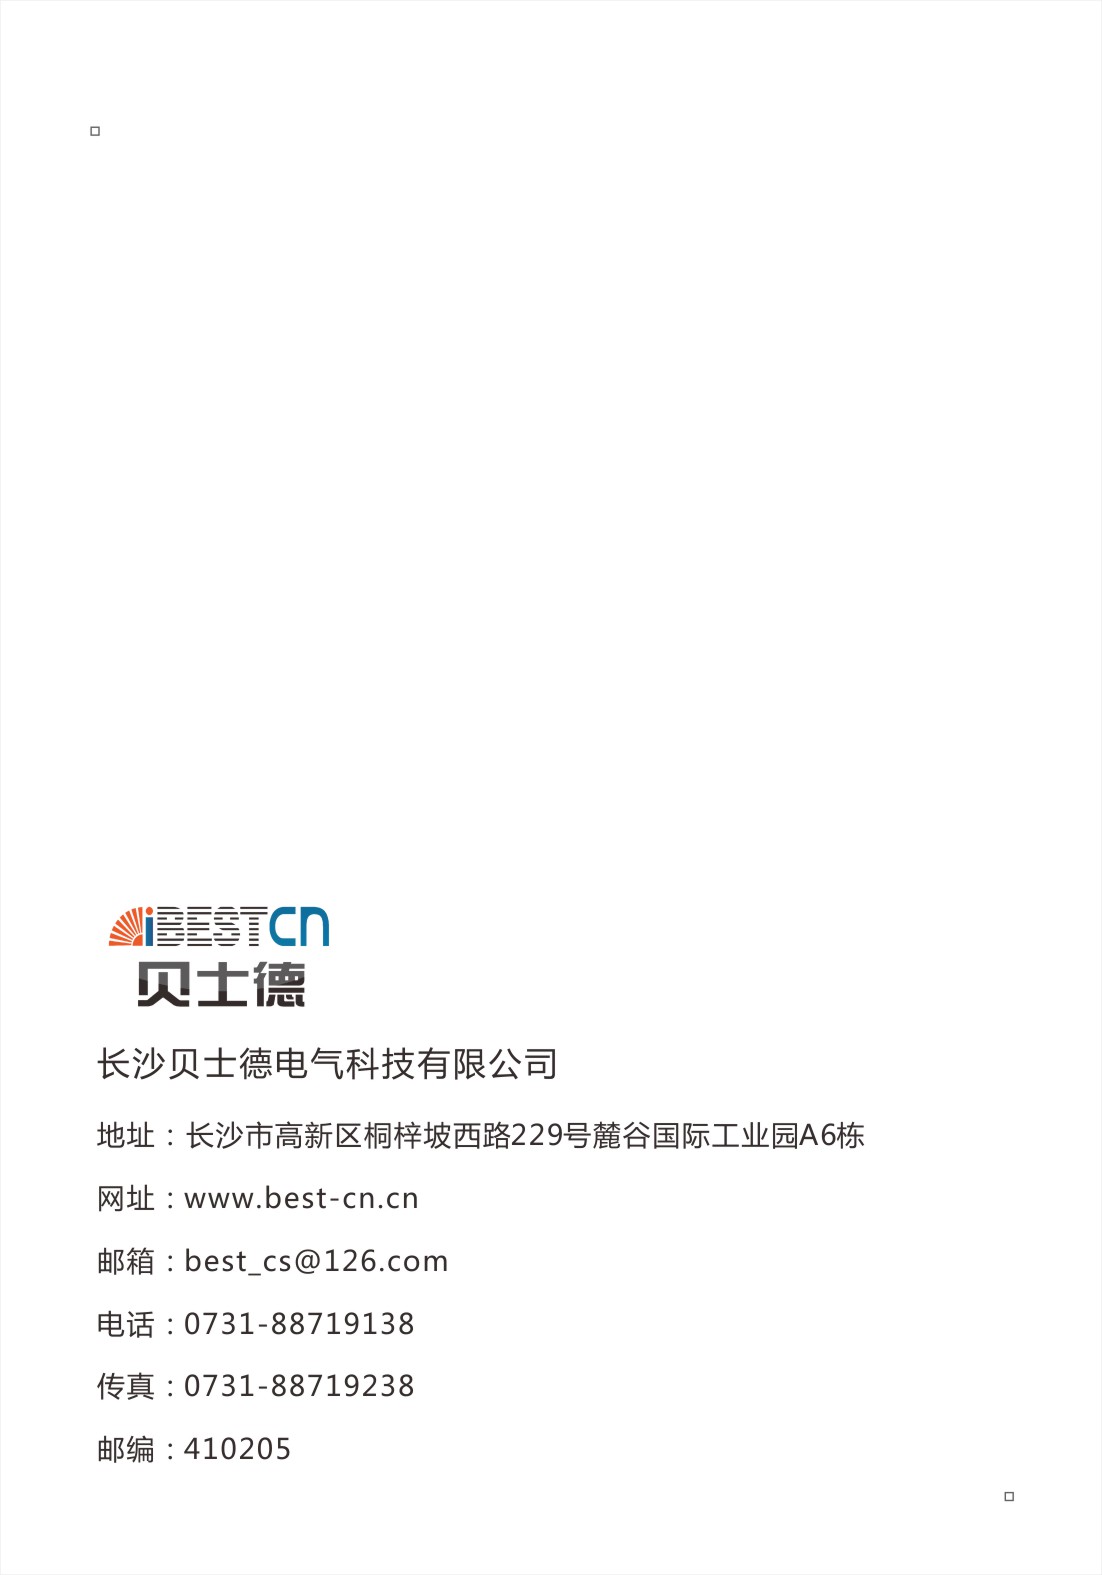 iBESTCN
贝士德
长沙贝士德电气科技有限公司
地址：长沙市高新区桐梓坡西路229号麓谷国际工业园A6栋
网址：www.best-cn.cn
邮箱：best_cs@126.com
电话：0731-88719138
传真：0731-88719238
邮编：410205